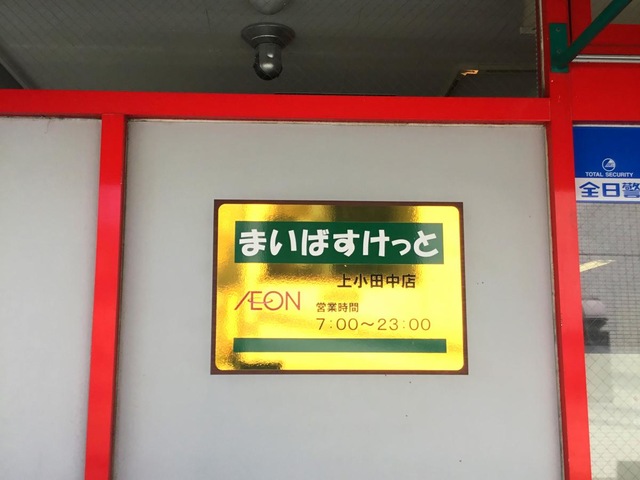 まいばすけっと
上小田中店
ÆON
営業時間
7:00～23:00
TOTAL SECURITY
全日警